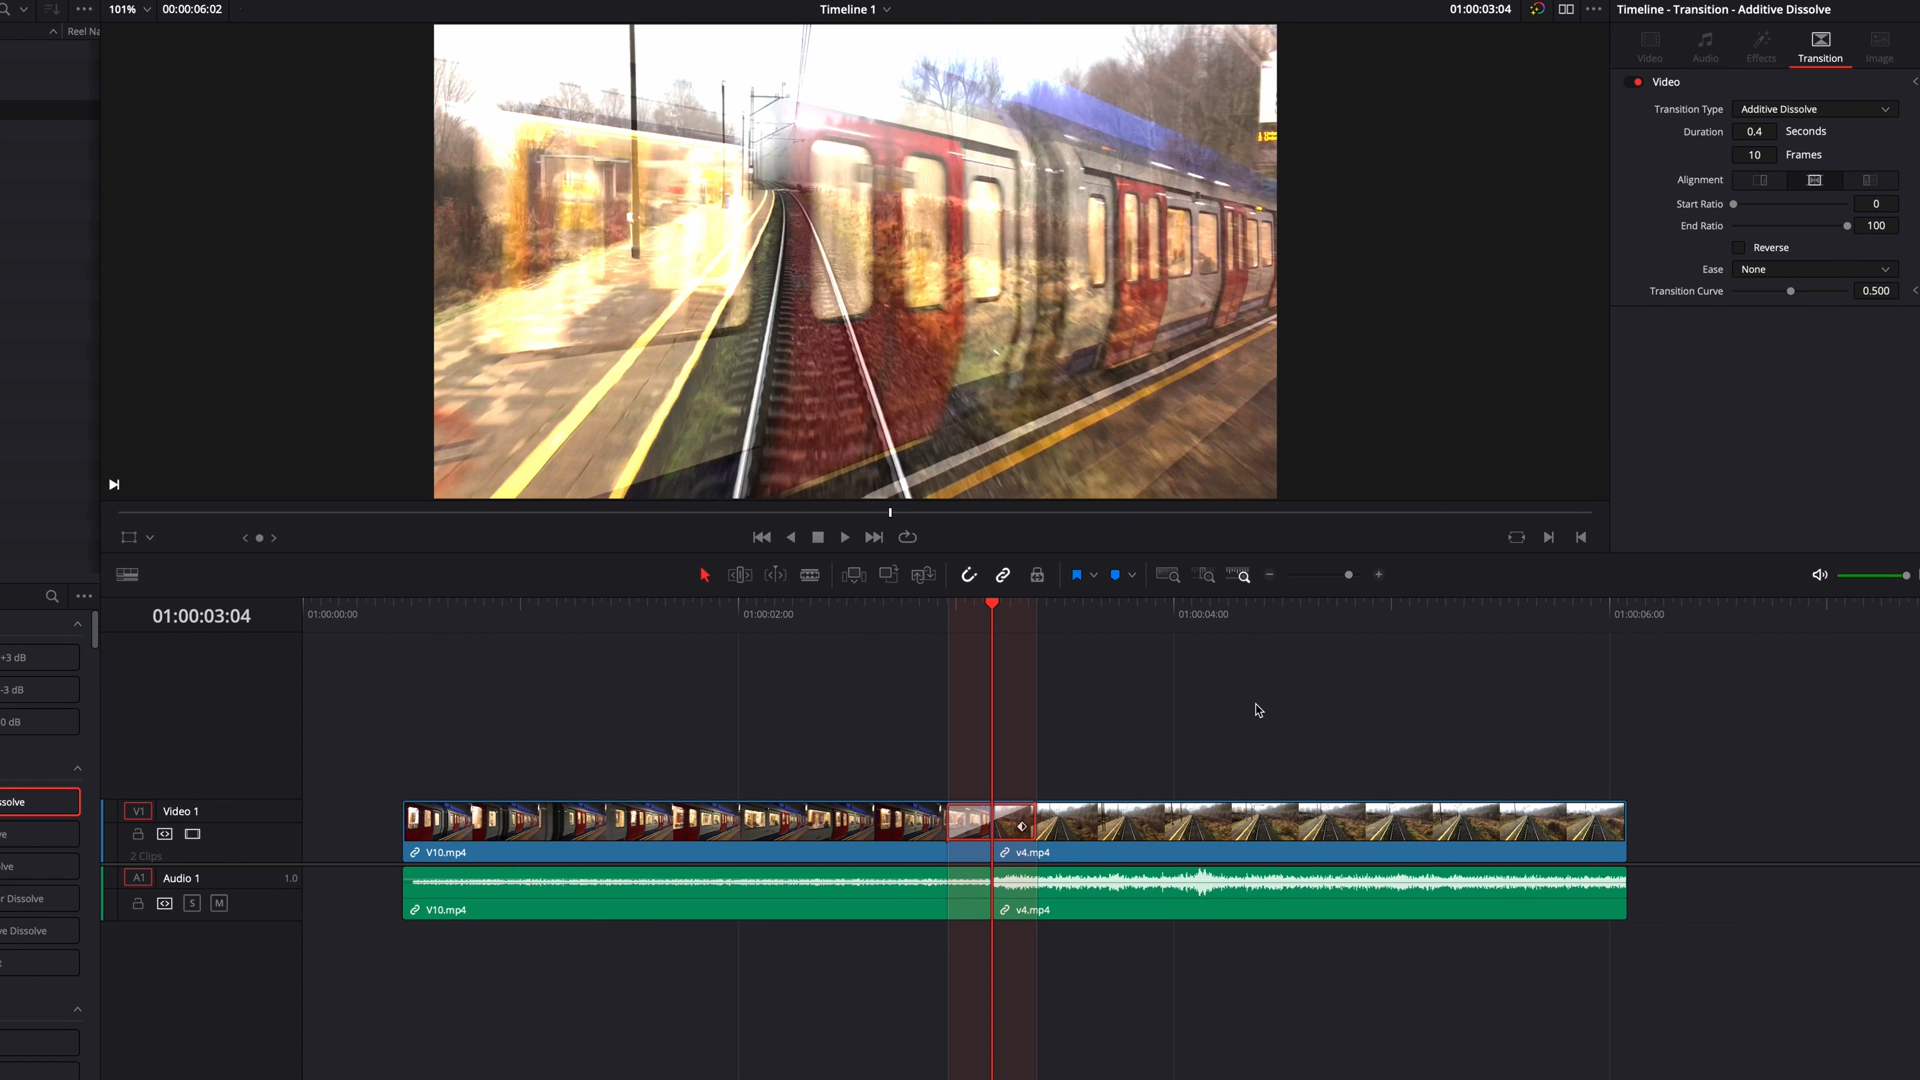 101%
00:00:06:02
Timeline 1
01:00:03:04
Timeline - Transition - Additive Dissolve
Reel Na
Video
Audio
Effects
Transition
Image
Video
Transition Type
Additive Dissolve
Duration
0.4
Seconds
10
Frames
Alignment
Start Ratio
0
End Ratio
100
Reverse
Ease
None
Transition Curve
0.500
01:00:03:04
01:00:00:00
01:00:02:00
01:00:04:00
01:00:06:00
+3 dB
-3 dB
0 dB
ssolve
ve
lve
r Dissolve
ve Dissolve
t
V1
Video 1
2 Clips
V10.mp4
v4.mp4
A1
Audio 1
1.0
S
M
V10.mp4
v4.mp4